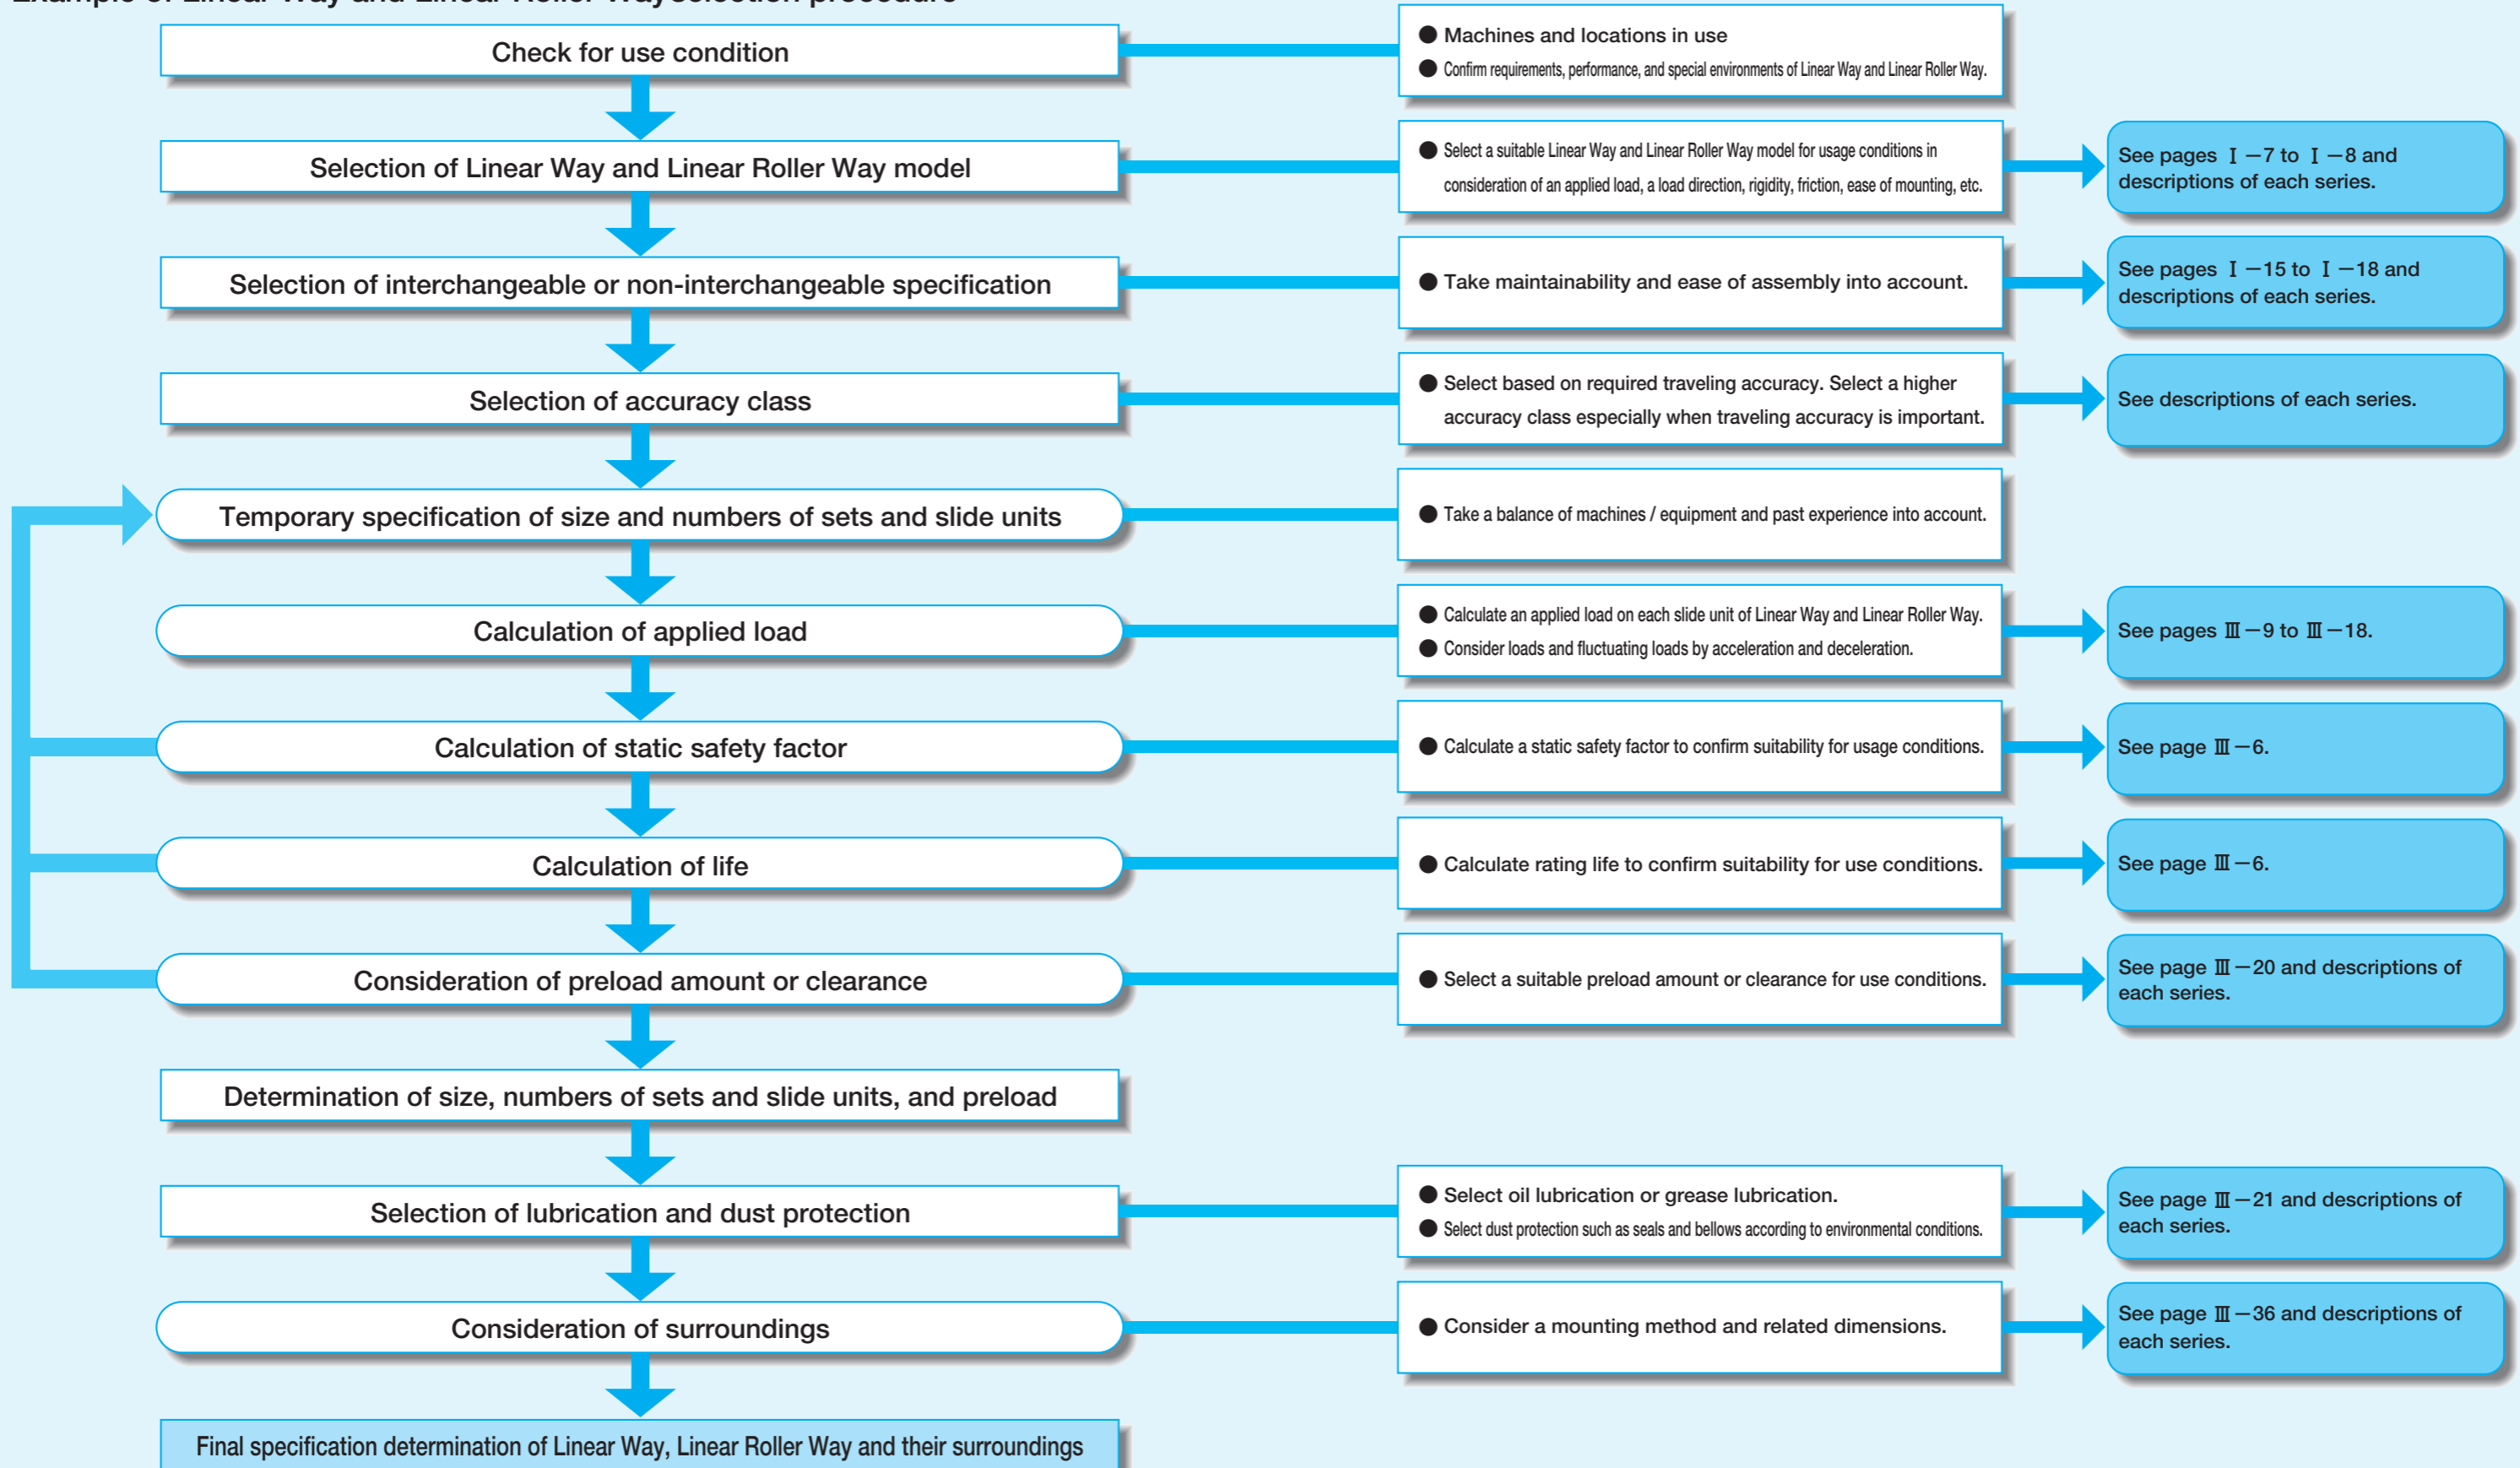 Example of Linear Way and Linear Roller Way selection procedure
Check for use condition
● Machines and locations in use
● Confirm requirements, performance, and special environments of Linear Way and Linear Roller Way.
Selection of Linear Way and Linear Roller Way model
● Select a suitable Linear Way and Linear Roller Way model for usage conditions in
consideration of an applied load, a load direction, rigidity, friction, ease of mounting, etc.
See pages Ⅰ－7 to Ⅰ－8 and
descriptions of each series.
Selection of interchangeable or non-interchangeable specification
● Take maintainability and ease of assembly into account.
See pages Ⅰ－15 to Ⅰ－18 and
descriptions of each series.
Selection of accuracy class
● Select based on required traveling accuracy. Select a higher
accuracy class especially when traveling accuracy is important.
See descriptions of each series.
Temporary specification of size and numbers of sets and slide units
● Take a balance of machines / equipment and past experience into account.
Calculation of applied load
● Calculate an applied load on each slide unit of Linear Way and Linear Roller Way.
● Consider loads and fluctuating loads by acceleration and deceleration.
See pages Ⅲ－9 to Ⅲ－18.
Calculation of static safety factor
● Calculate a static safety factor to confirm suitability for usage conditions.
See page Ⅲ－6.
Calculation of life
● Calculate rating life to confirm suitability for use conditions.
See page Ⅲ－6.
Consideration of preload amount or clearance
● Select a suitable preload amount or clearance for use conditions.
See page Ⅲ－20 and descriptions of
each series.
Determination of size, numbers of sets and slide units, and preload
Selection of lubrication and dust protection
● Select oil lubrication or grease lubrication.
● Select dust protection such as seals and bellows according to environmental conditions.
See page Ⅲ－21 and descriptions of
each series.
Consideration of surroundings
● Consider a mounting method and related dimensions.
See page Ⅲ－36 and descriptions of
each series.
Final specification determination of Linear Way, Linear Roller Way and their surroundings